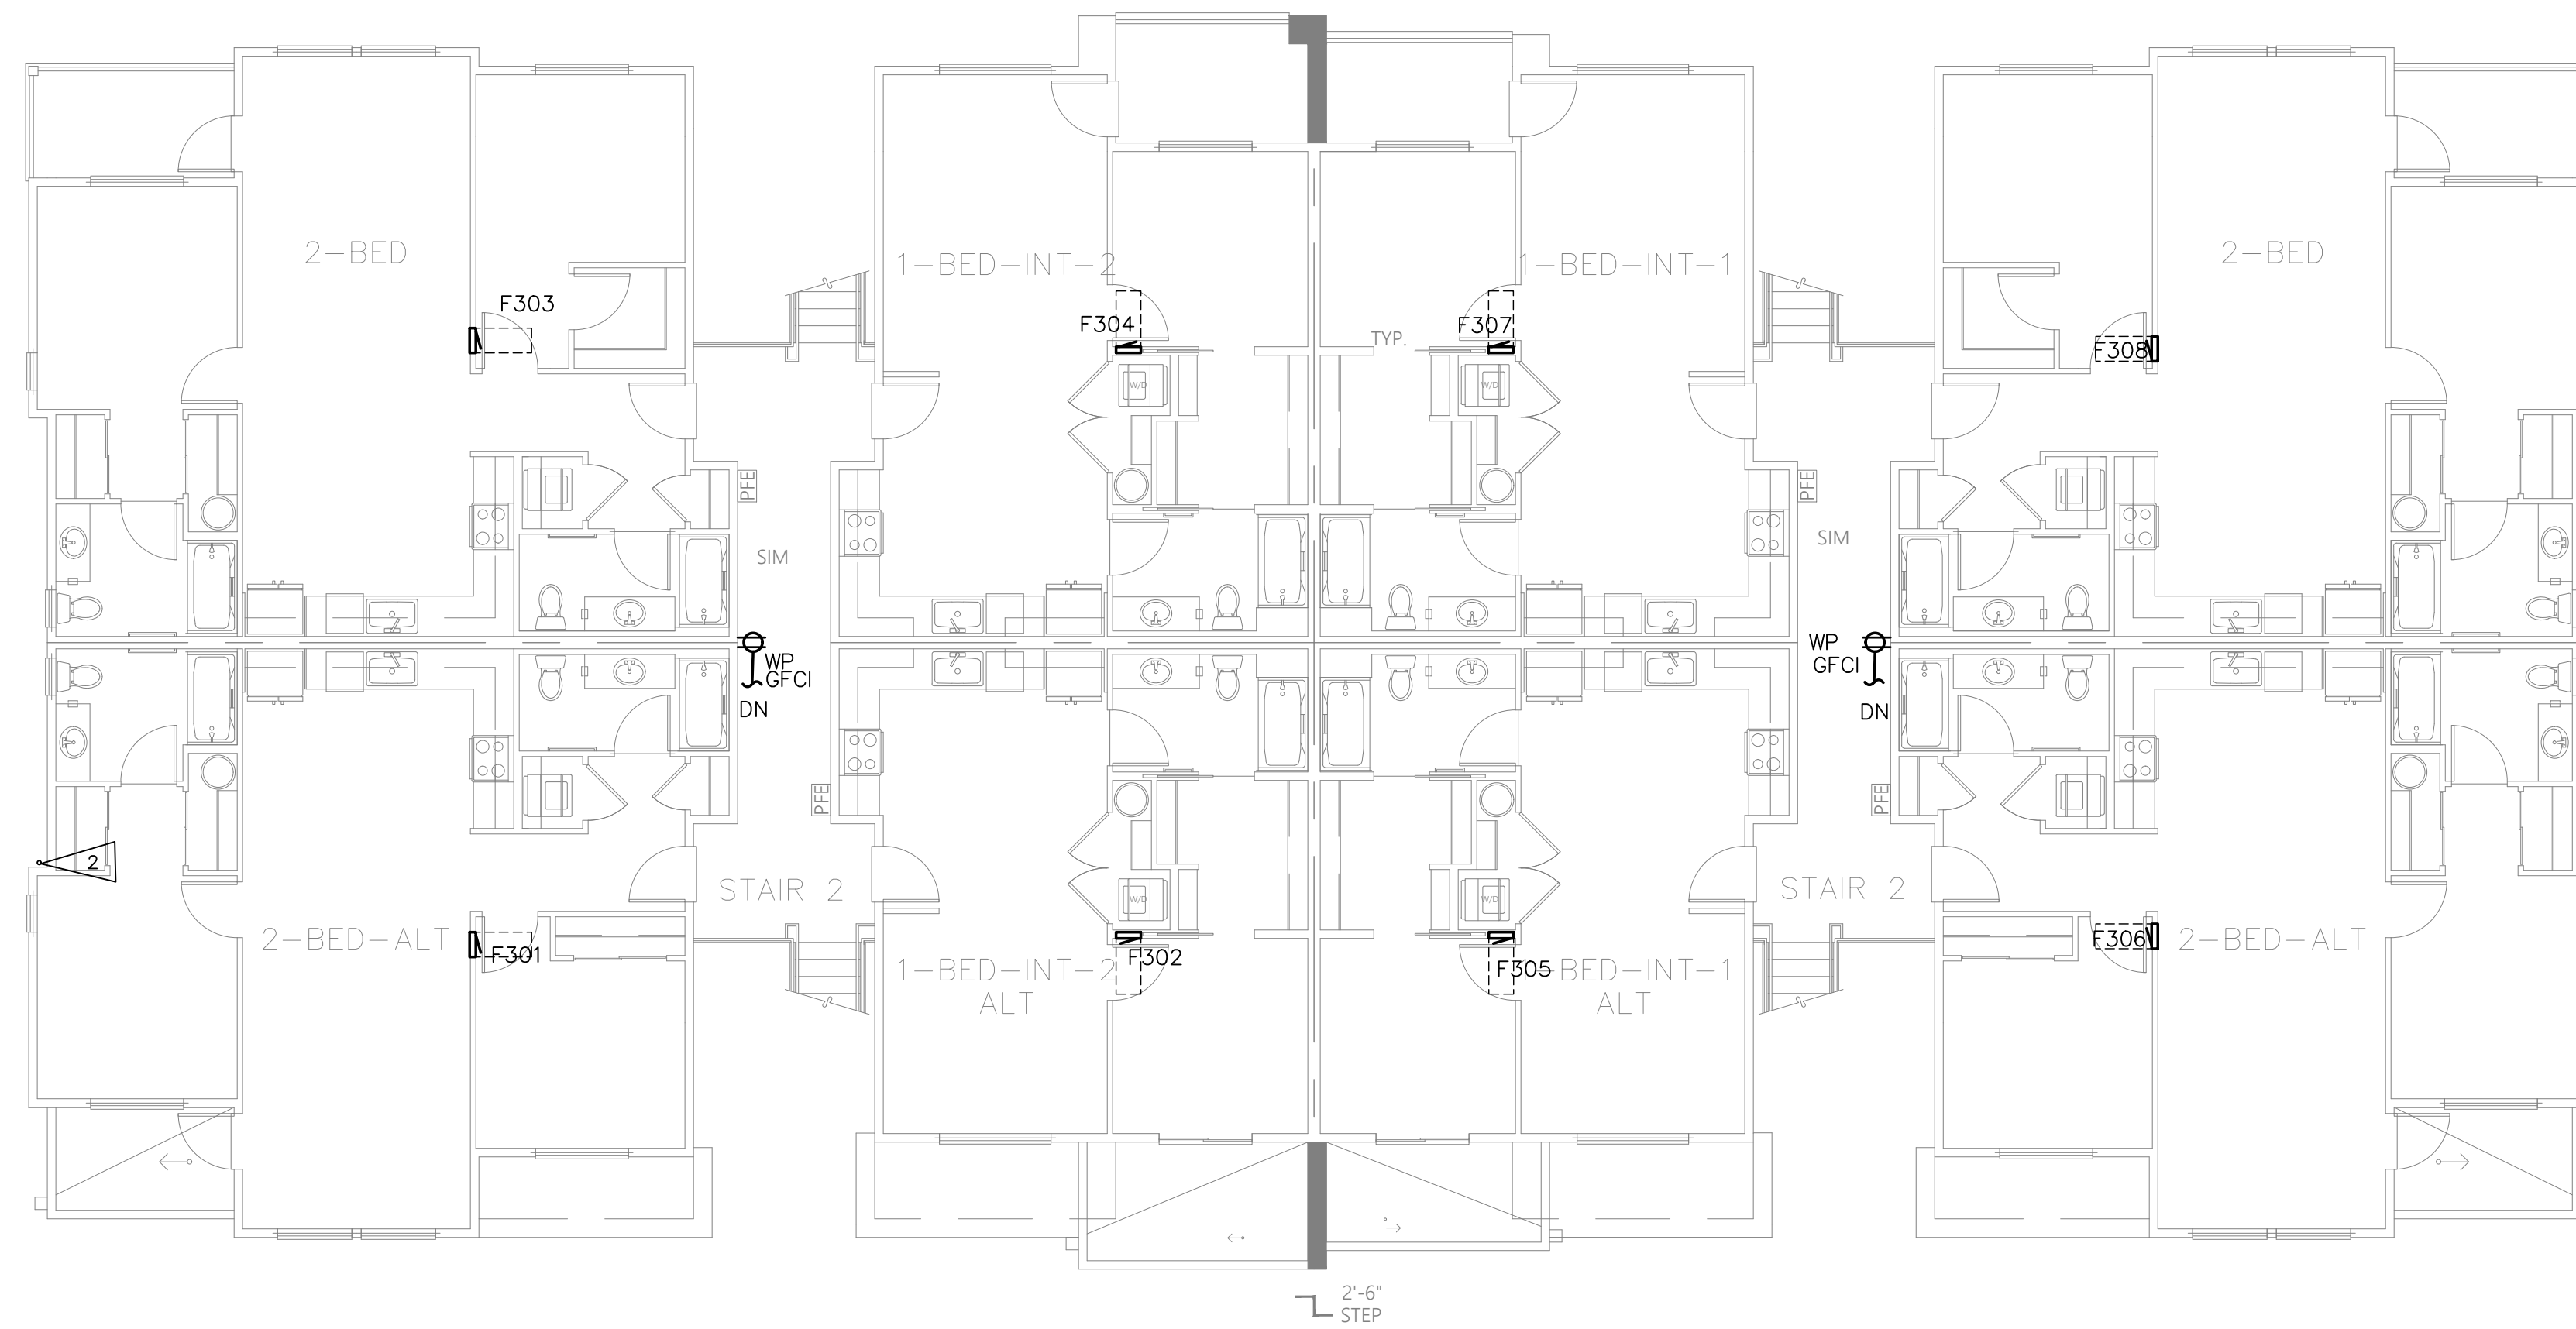 2-BED
1-BED-INT-2
1-BED-INT-1
2-BED
F303
F304
TYP.
F307
F308
W/D
W/D
PFE
PFE
SIM
SIM
WP
GFCI
DN
WP
GFCI
DN
PFE
PFE
2
STAIR 2
STAIR 2
W/D
W/D
2-BED-ALT
F301
1-BED-INT-2
ALT
F302
F305
1-BED-INT-1
ALT
F306
2-BED-ALT
2'-6"
STEP